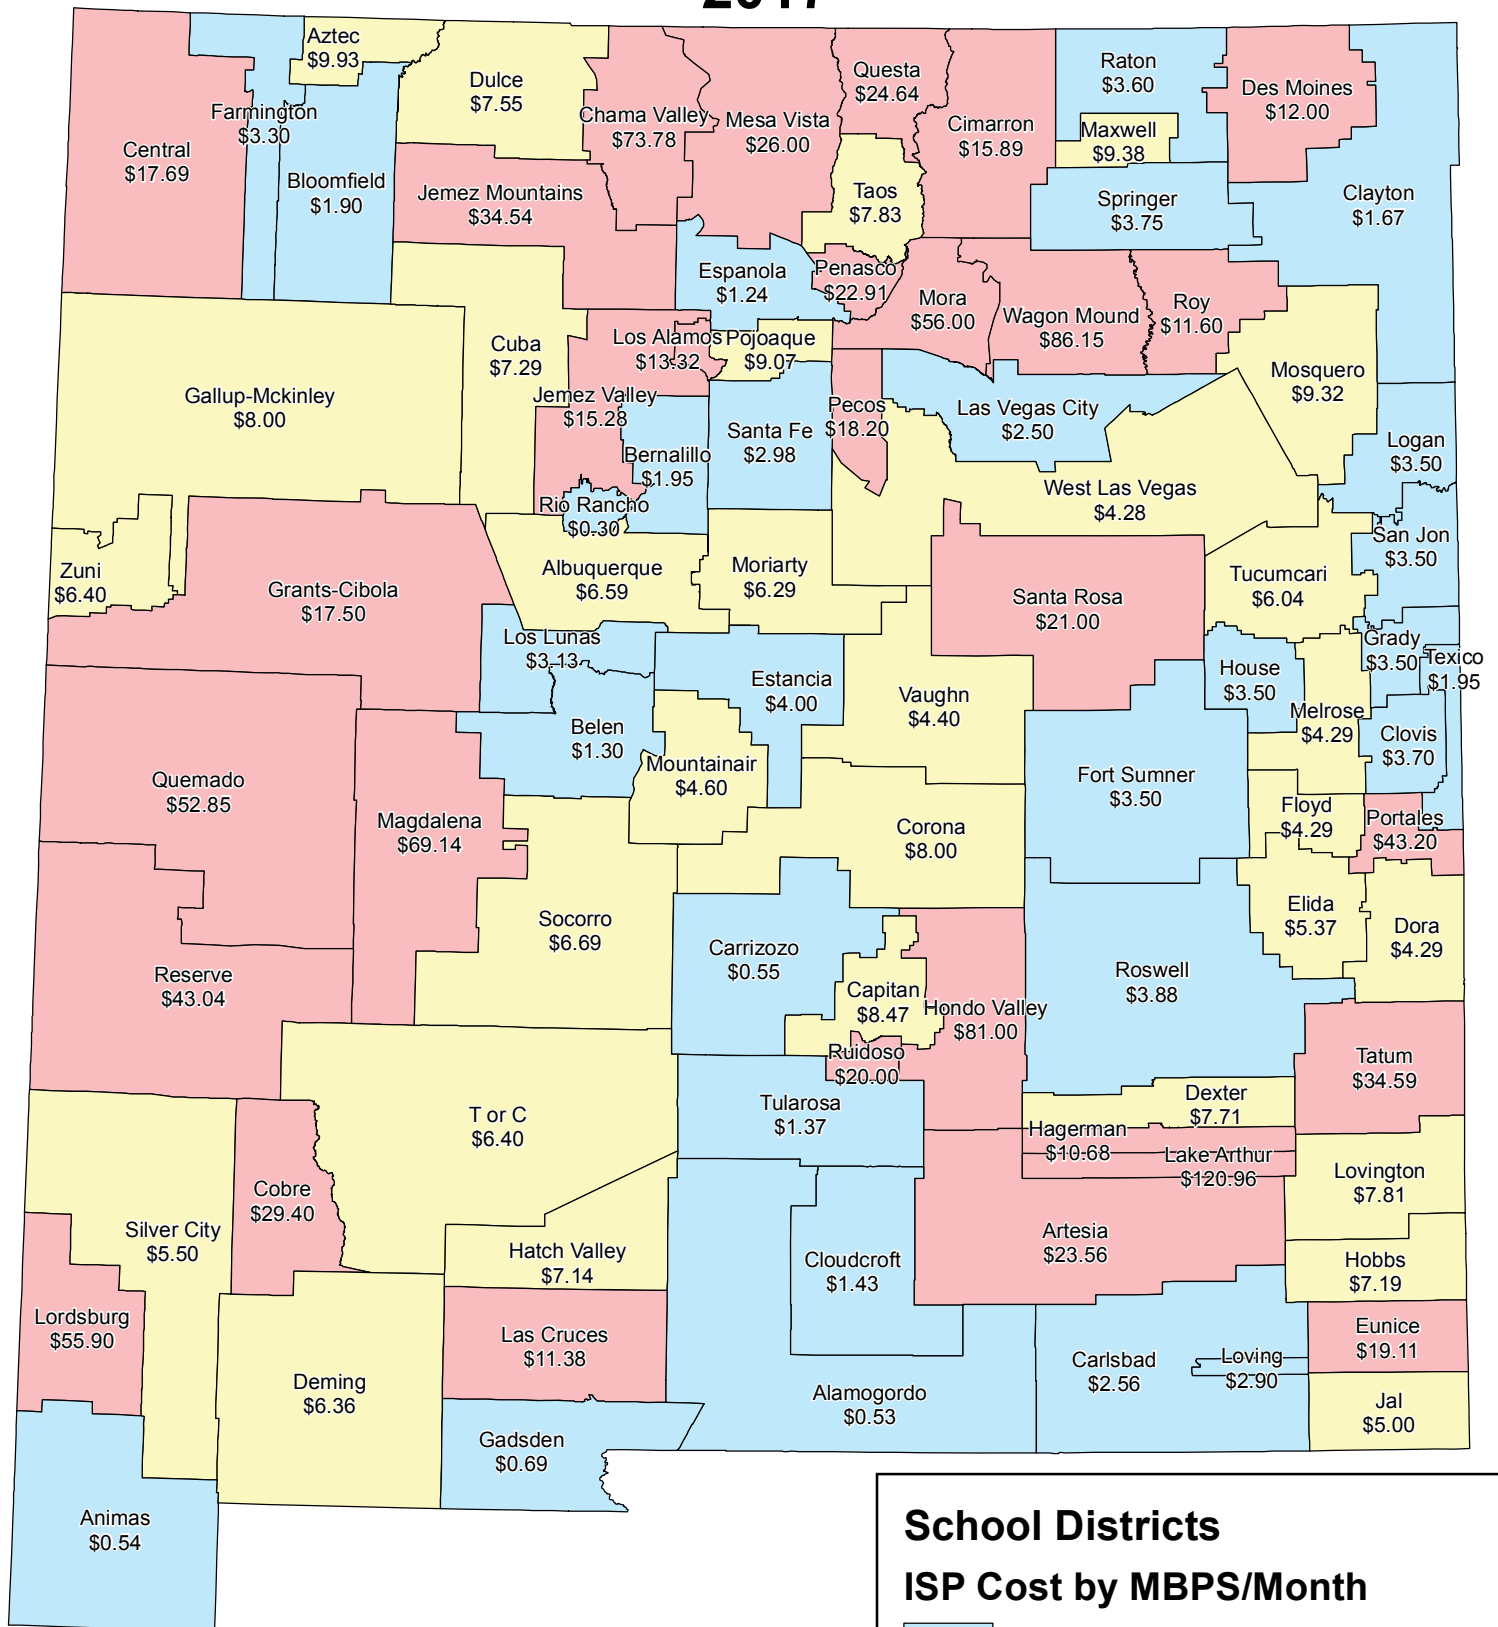 2017
Aztec
$9.93
Dulce
$7.55
Farmington
$3.30
Central
$17.69
Bloomfield
$1.90
Chama Valley
$73.78
Mesa Vista
$26.00
Questa
$24.64
Cimarron
$15.89
Raton
$3.60
Maxwell
$9.38
Des Moines
$12.00
Clayton
$1.67
Jemez Mountains
$34.54
Taos
$7.83
Springer
$3.75
Espanola
$1.24
Penasco
$22.91
Mora
$56.00
Wagon Mound
$86.15
Roy
$11.60
Cuba
$7.29
Los Alamos
$13.32
Pojoaque
$9.07
Mosquero
$9.32
Gallup-Mckinley
$8.00
Jemez Valley
$15.28
Pecos
$18.20
Las Vegas City
$2.50
Santa Fe
$2.98
Logan
$3.50
Bernalillo
$1.95
Rio Rancho
$0.30
West Las Vegas
$4.28
San Jon
$3.50
Zuni
$6.40
Grants-Cibola
$17.50
Albuquerque
$6.59
Moriarty
$6.29
Tucumcari
$6.04
Santa Rosa
$21.00
Los Lunas
$3.13
Grady
$3.50
Texico
$1.95
House
$3.50
Estancia
$4.00
Vaughn
$4.40
Melrose
$4.29
Belen
$1.30
Clovis
$3.70
Mountainair
$4.60
Quemado
$52.85
Fort Sumner
$3.50
Magdalena
$69.14
Corona
$8.00
Floyd
$4.29
Portales
$43.20
Socorro
$6.69
Elida
$5.37
Dora
$4.29
Carrizozo
$0.55
Reserve
$43.04
Roswell
$3.88
Capitan
$8.47
Hondo Valley
$81.00
Ruidoso
$20.00
Tatum
$34.59
Tularosa
$1.37
Dexter
$7.71
T or C
$6.40
Hagerman
$10.68
Lake Arthur
$120.96
Lovington
$7.81
Cobre
$29.40
Silver City
$5.50
Artesia
$23.56
Hatch Valley
$7.14
Cloudcroft
$1.43
Hobbs
$7.19
Lordsburg
$55.90
Las Cruces
$11.38
Eunice
$19.11
Carlsbad
$2.56
Loving
$2.90
Deming
$6.36
Alamogordo
$0.53
Jal
$5.00
Gadsden
$0.69
Animas
$0.54
School Districts
ISP Cost by MBPS/Month